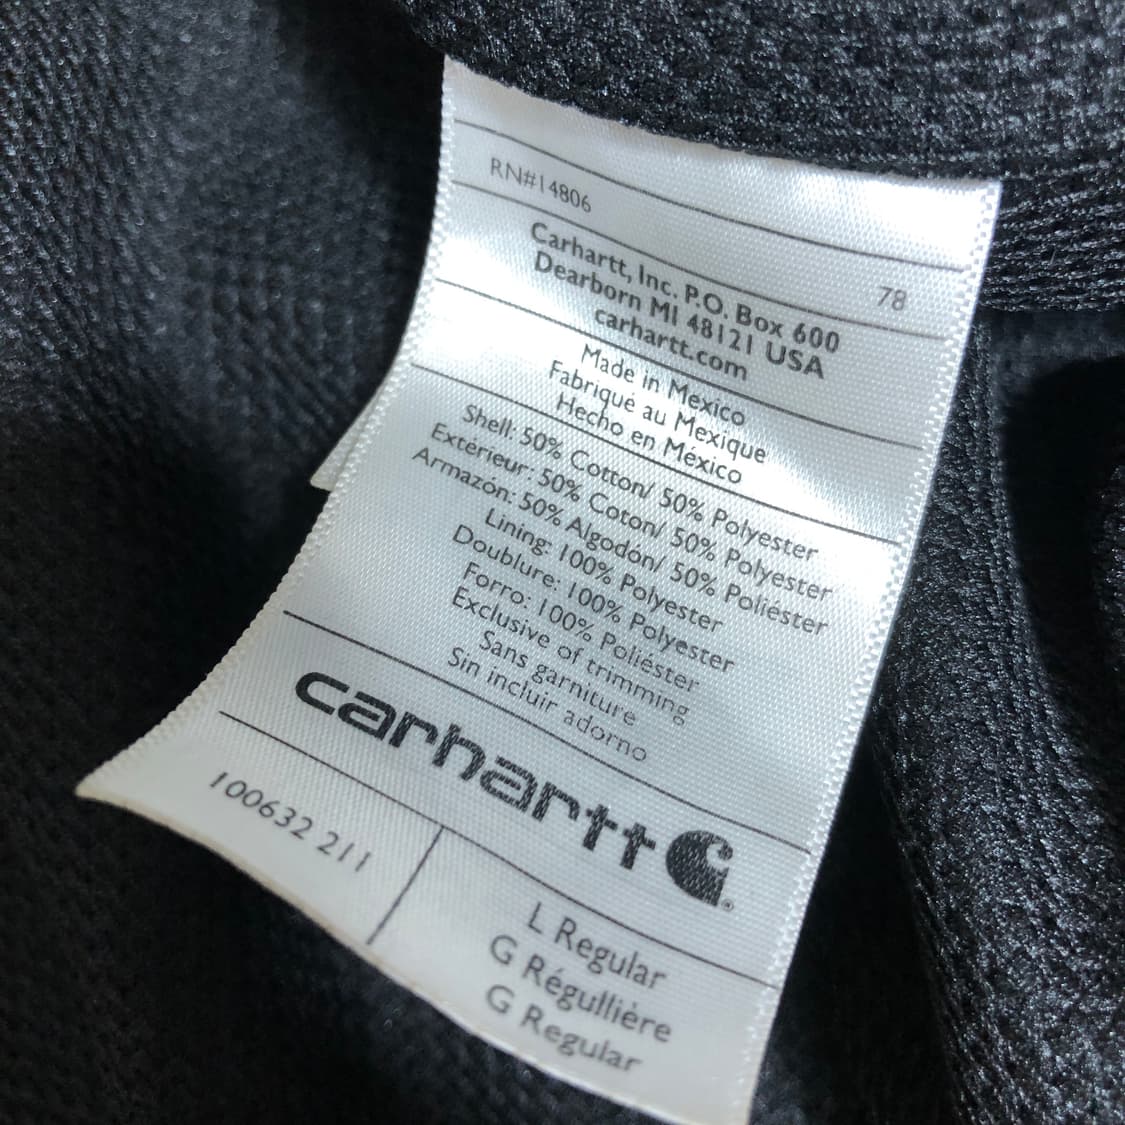 RN#14806
78
Carhartt, Inc. P.O. Box 600
Dearborn MI 48121 USA
carhartt.com
Made in Mexico
Fabriqué au Mexique
Hecho en México
Shell: 50% Cotton/ 50% Polyester
Extérieur: 50% Coton/ 50% Polyester
Armazón: 50% Algodón/ 50% Poliéster
Lining: 100% Polyester
Doublure: 100% Polyester
Forro: 100% Poliéster
Exclusive of trimming
Sans garniture
Sin incluir adorno
carhartt
100632 211
L Regular
G Régullière
G Regular